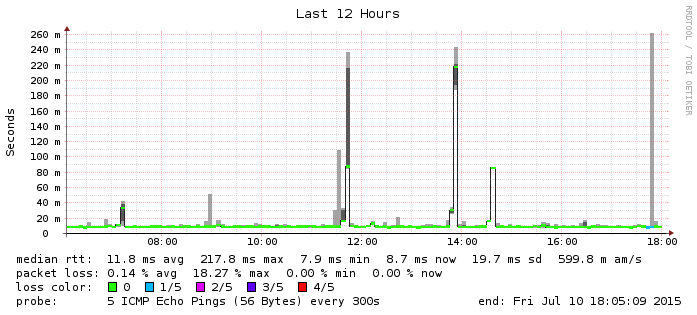 Last 12 Hours
RRDTOOL / TOBI OETIKER
Seconds
260 m
240 m
220 m
200 m
180 m
160 m
140 m
120 m
100 m
80 m
60 m
40 m
20 m
0
08:00 10:00 12:00 14:00 16:00 18:00
median rtt: 11.8 ms avg 217.8 ms max 7.9 ms min 8.7 ms now 19.7 ms sd 599.8 m am/s
packet loss: 0.14 % avg 18.27 % max 0.00 % min 0.00 % now
loss color: 0 1/5 2/5 3/5 4/5
probe: 5 ICMP Echo Pings (56 Bytes) every 300s end: Fri Jul 10 18:05:09 2015